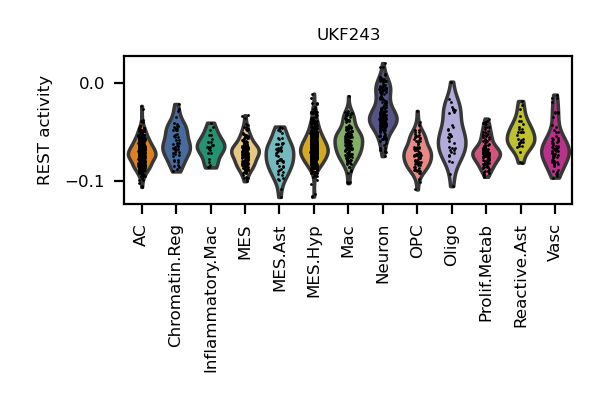 UKF243
REST activity
0.0
−0.1
AC
Chromatin.Reg
Inflammatory.Mac
MES
MES.Ast
MES.Hyp
Mac
Neuron
OPC
Oligo
Prolif.Metab
Reactive.Ast
Vasc